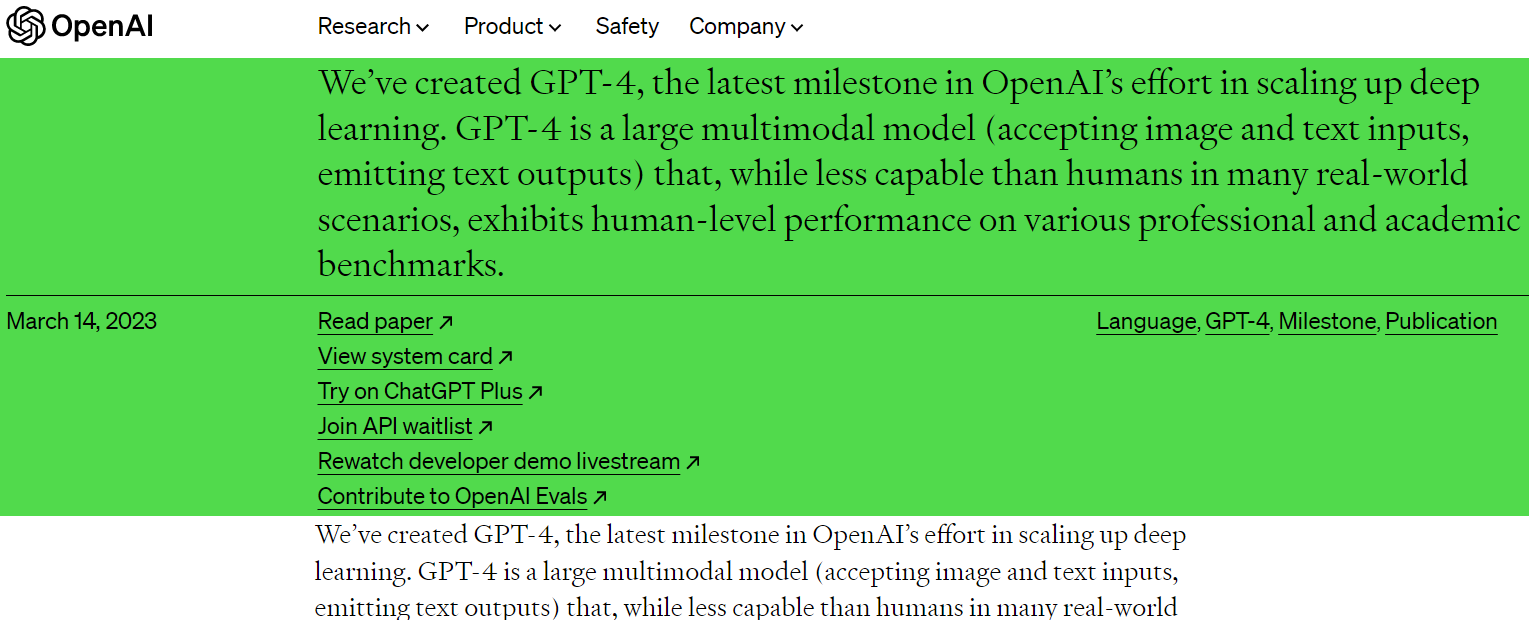 OpenAI Research Product Safety Company
We’ve created GPT-4, the latest milestone in OpenAI’s effort in scaling up deep
learning. GPT-4 is a large multimodal model (accepting image and text inputs,
emitting text outputs) that, while less capable than humans in many real-world
scenarios, exhibits human-level performance on various professional and academic
benchmarks.
March 14, 2023 Read paper ↗ Language, GPT-4, Milestone, Publication
View system card ↗
Try on ChatGPT Plus ↗
Join API waitlist ↗
Rewatch developer demo livestream ↗
Contribute to OpenAI Evals ↗
We’ve created GPT-4, the latest milestone in OpenAI’s effort in scaling up deep
learning. GPT-4 is a large multimodal model (accepting image and text inputs,
emitting text outputs) that, while less capable than humans in many real-world